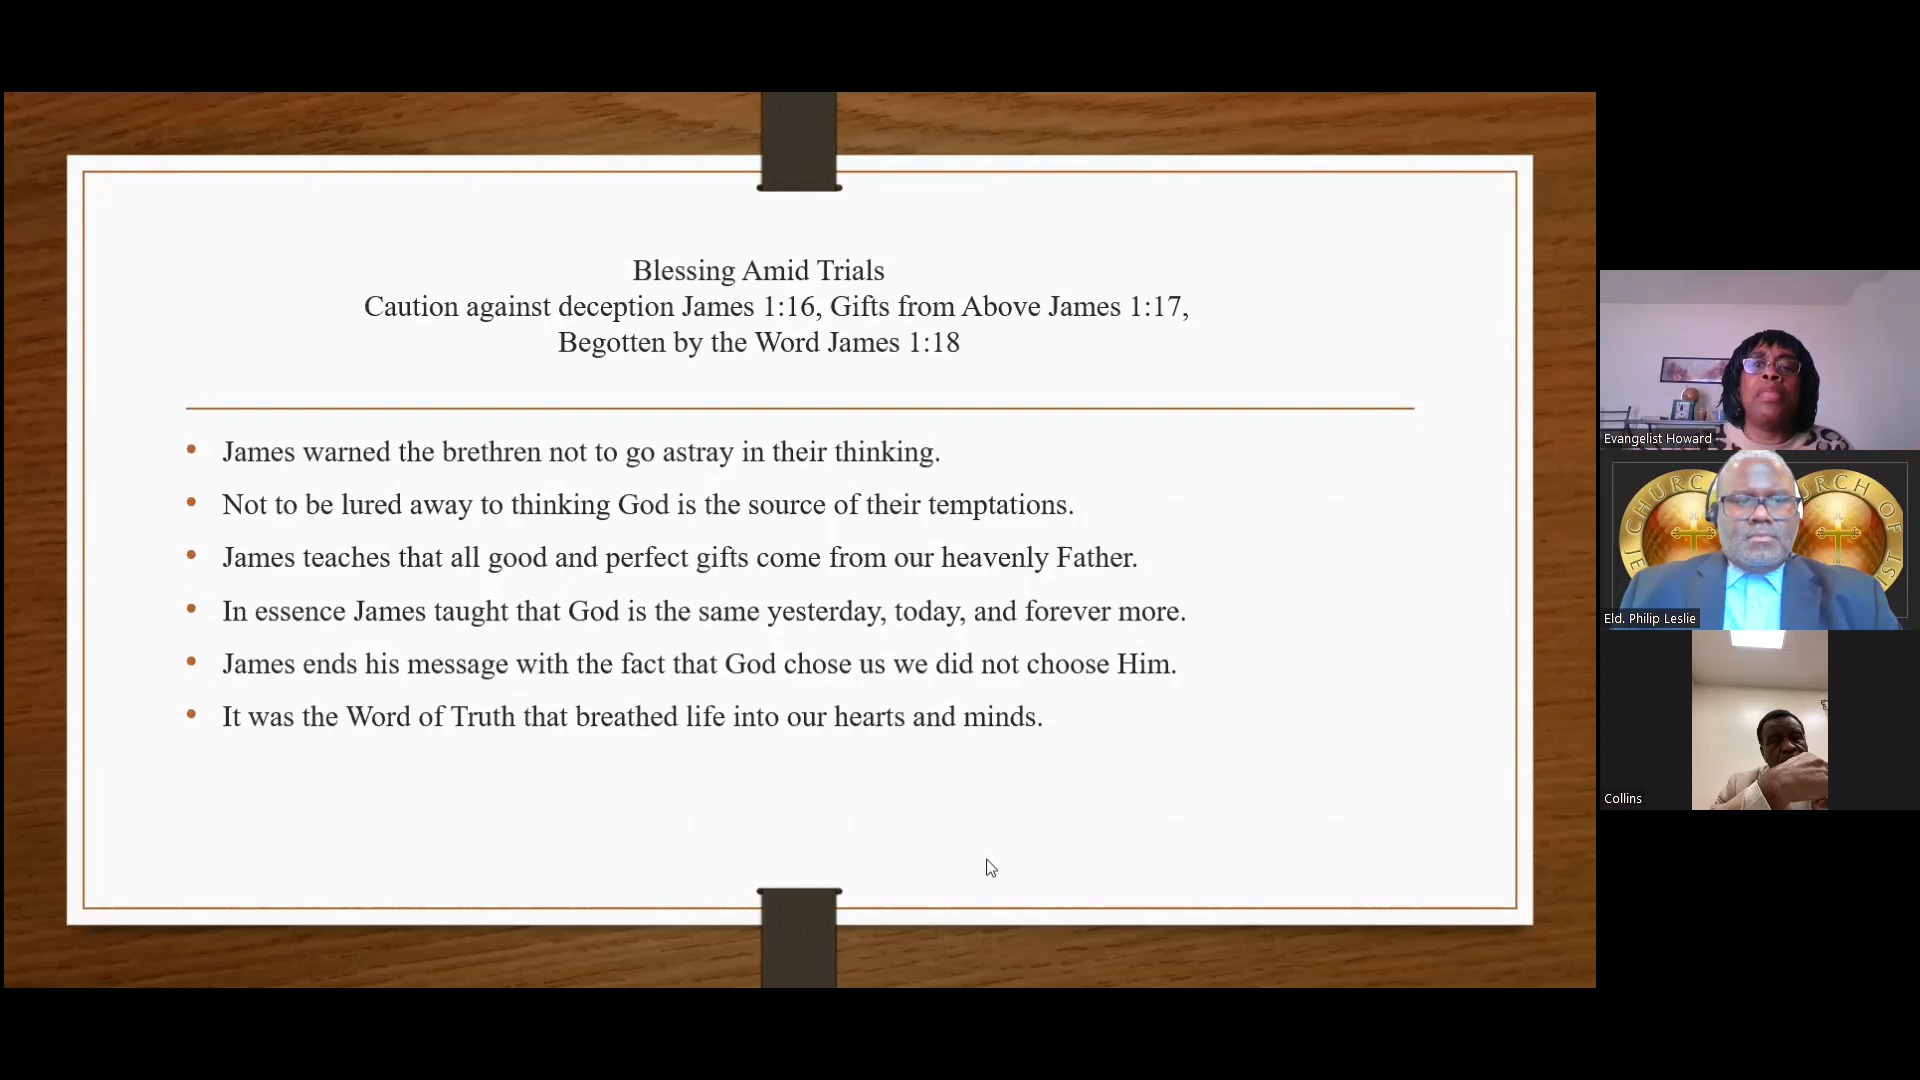 Blessing Amid Trials
Caution against deception James 1:16, Gifts from Above James 1:17,
Begotten by the Word James 1:18
• James warned the brethren not to go astray in their thinking.
• Not to be lured away to thinking God is the source of their temptations.
• James teaches that all good and perfect gifts come from our heavenly Father.
• In essence James taught that God is the same yesterday, today, and forever more.
• James ends his message with the fact that God chose us we did not choose Him.
• It was the Word of Truth that breathed life into our hearts and minds.
Evangelist Howard
CHURCH OF
Eld. Philip Leslie
Collins